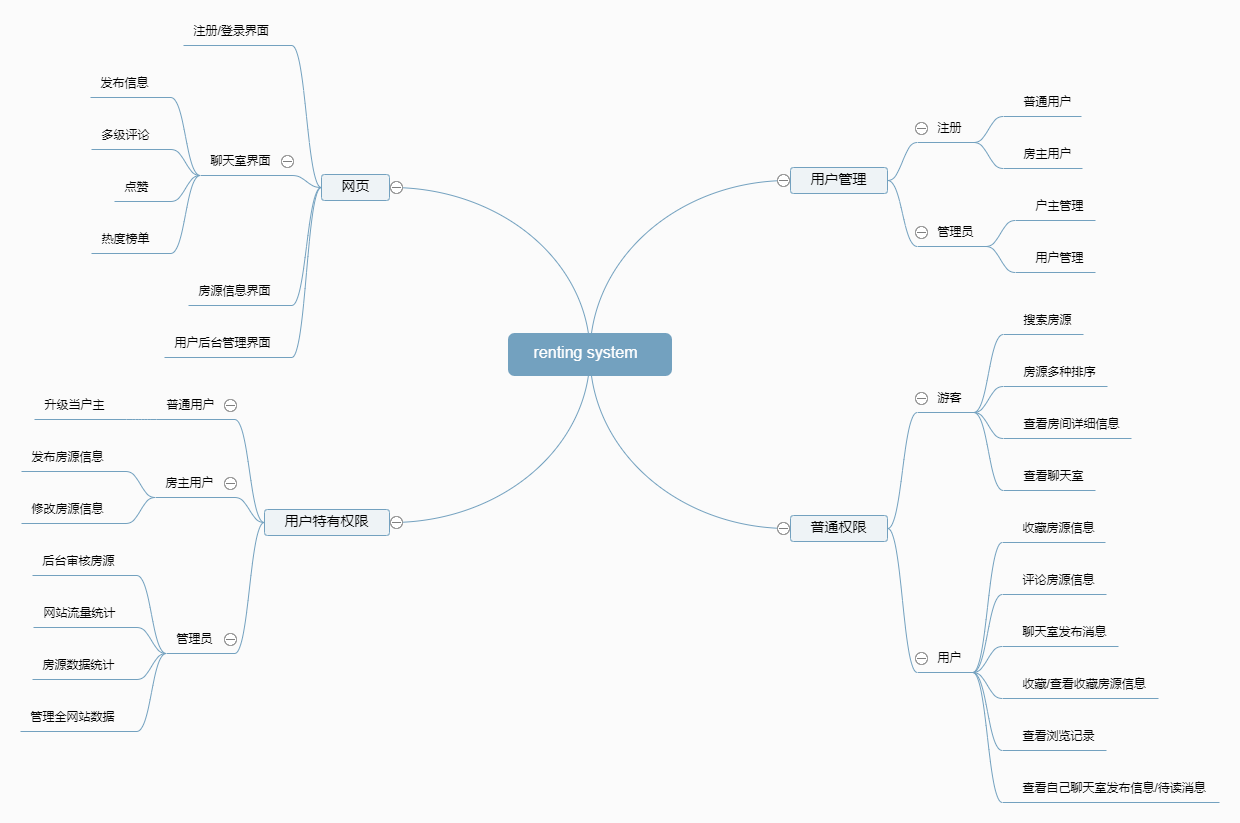 renting system
网页
注册/登录界面
聊天室界面
发布信息
多级评论
点赞
热度榜单
房源信息界面
用户后台管理界面
用户特有权限
普通用户
升级当户主
房主用户
发布房源信息
修改房源信息
管理员
后台审核房源
网站流量统计
房源数据统计
管理全网站数据
用户管理
注册
普通用户
房主用户
管理员
户主管理
用户管理
普通权限
游客
搜索房源
房源多种排序
查看房间详细信息
查看聊天室
用户
收藏房源信息
评论房源信息
聊天室发布消息
收藏/查看收藏房源信息
查看浏览记录
查看自己聊天室发布信息/待读消息